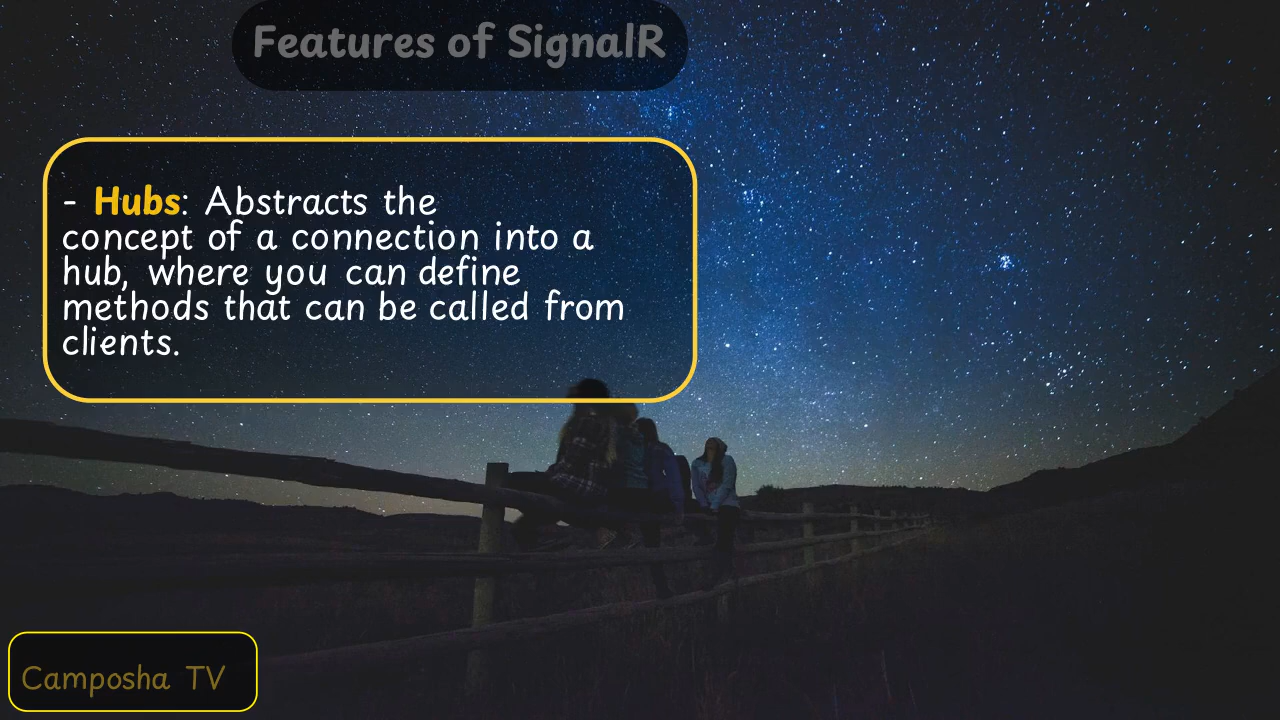 Features of SignalR
- Hubs: Abstracts the
concept of a connection into a
hub, where you can define
methods that can be called from
clients.
Camposha TV